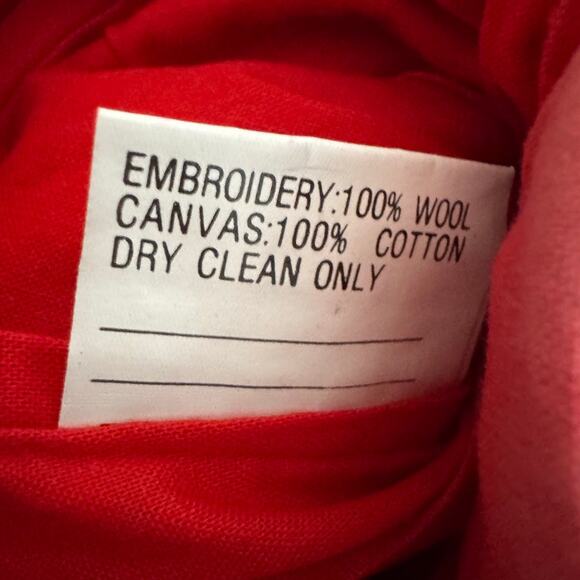 EMBROIDERY:100% WOOL
CANVAS:100% COTTON
DRY CLEAN ONLY